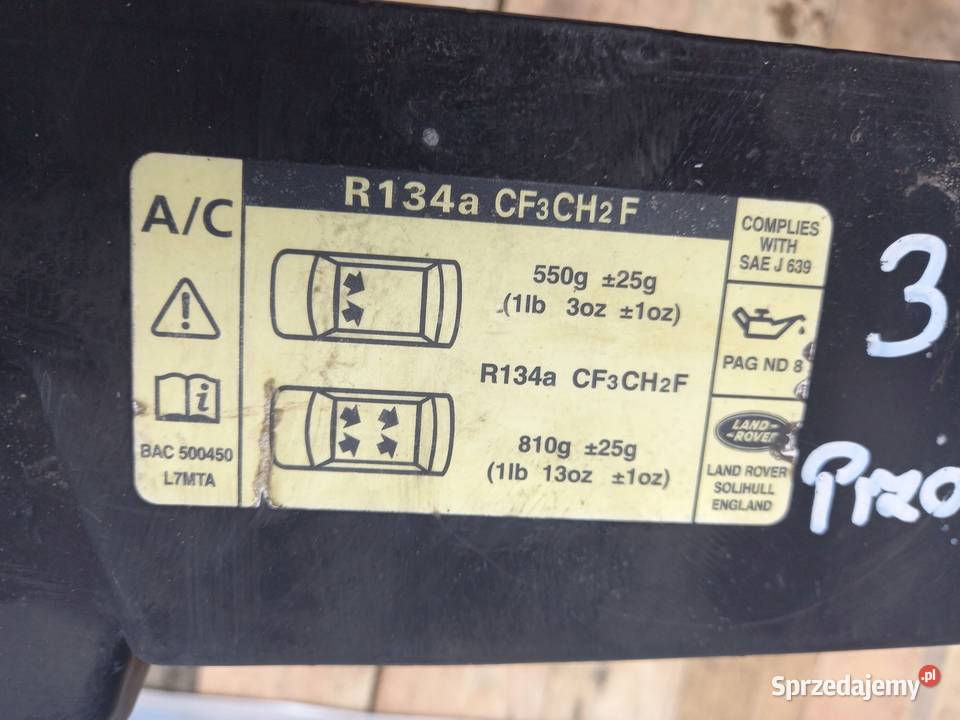 A/C
BAC 500450
L7MTA
R134a CF3CH2F
550g ±25g
(1lb 3oz ±1oz)
R134a CF3CH2F
810g ±25g
(1lb 13oz ±1oz)
COMPLIES
WITH
SAE J 639
PAG ND 8
LAND-
-ROVER
LAND ROVER
SOLIHULL
ENGLAND
3
Przo
Sprzedajemy.pl